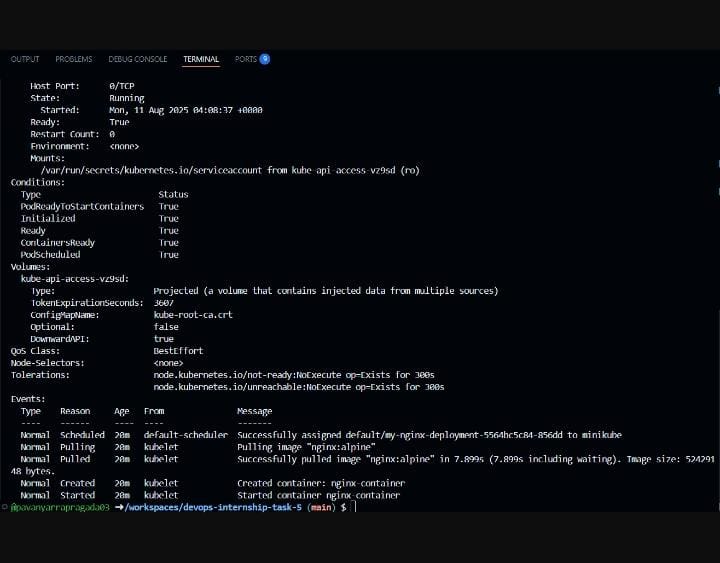 OUTPUT PROBLEMS DEBUG CONSOLE TERMINAL PORTS 9
Host Port: 0/TCP
State: Running
Started: Mon, 11 Aug 2025 04:08:37 +0000
Ready: True
Restart Count: 0
Environment: <none>
Mounts:
/var/run/secrets/kubernetes.io/serviceaccount from kube-api-access-vz9sd (ro)
Conditions:
Type Status
PodReadyToStartContainers True
Initialized True
Ready True
ContainersReady True
PodScheduled True
Volumes:
kube-api-access-vz9sd:
Type: Projected (a volume that contains injected data from multiple sources)
TokenExpirationSeconds: 3607
ConfigMapName: kube-root-ca.crt
Optional: false
DownwardAPI: true
QoS Class: BestEffort
Node-Selectors: <none>
Tolerations: node.kubernetes.io/not-ready:NoExecute op=Exists for 300s
node.kubernetes.io/unreachable:NoExecute op=Exists for 300s
Events:
Type Reason Age From Message
---- ------ ---- ---- -------
Normal Scheduled 20m default-scheduler Successfully assigned default/my-nginx-deployment-5564bc5c84-856dd to minikube
Normal Pulling 20m kubelet Pulling image "nginx:alpine"
Normal Pulled 20m kubelet Successfully pulled image "nginx:alpine" in 7.899s (7.899s including waiting). Image size: 524291
48 bytes.
Normal Created 20m kubelet Created container: nginx-container
Normal Started 20m kubelet Started container nginx-container
@pavanyarrapragada03 ➜/workspaces/devops-internship-task-5 (main) $